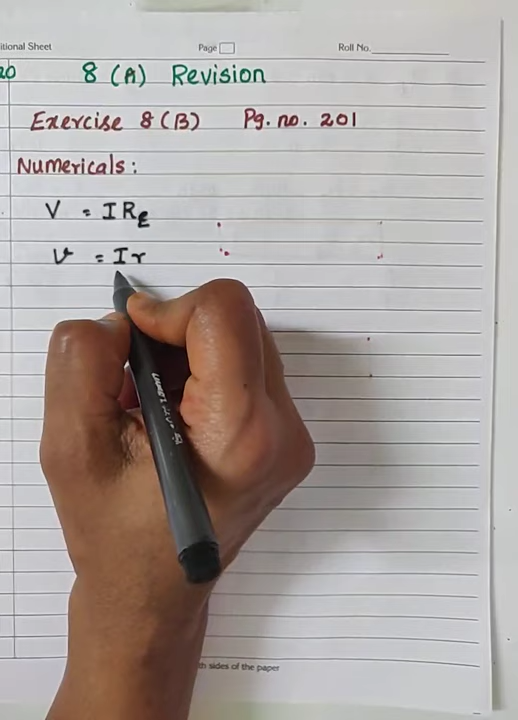 itional Sheet Page Roll No.
20 8 (A) Revision
Exercise 8 (B) Pg. no. 201
Numericals :
V = IRE
v = Ir
th sides of the paper